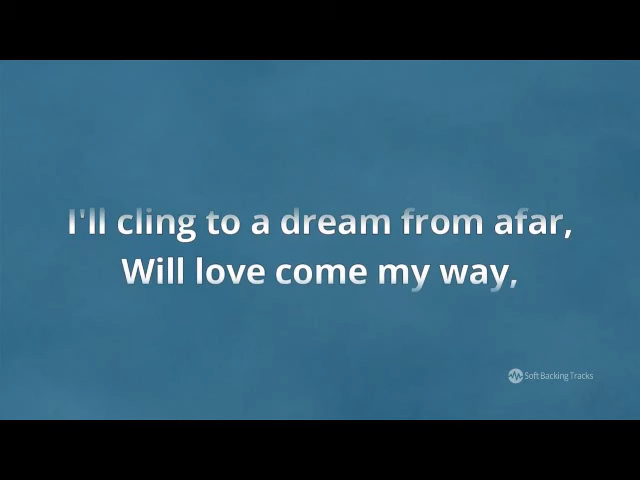 I'll cling to a dream from afar,
Will love come my way,
Soft Backing Tracks